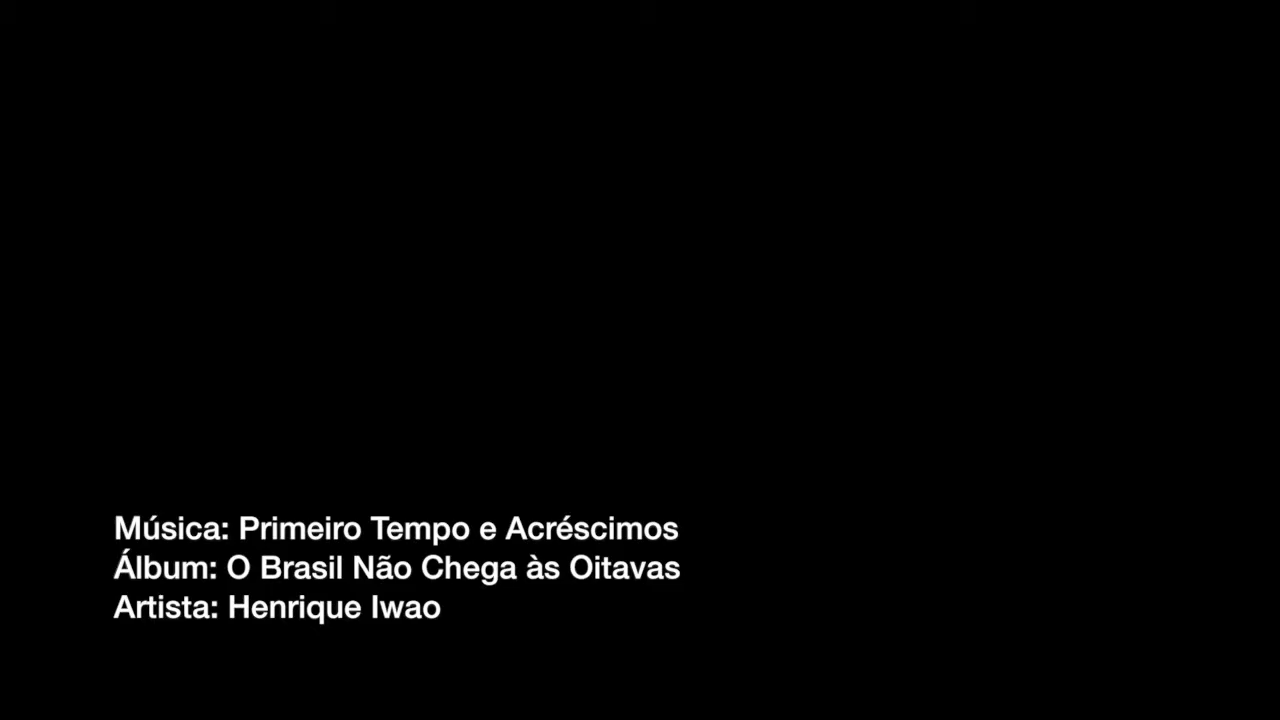 Música: Primeiro Tempo e Acréscimos
Álbum: O Brasil Não Chega às Oitavas
Artista: Henrique Iwao